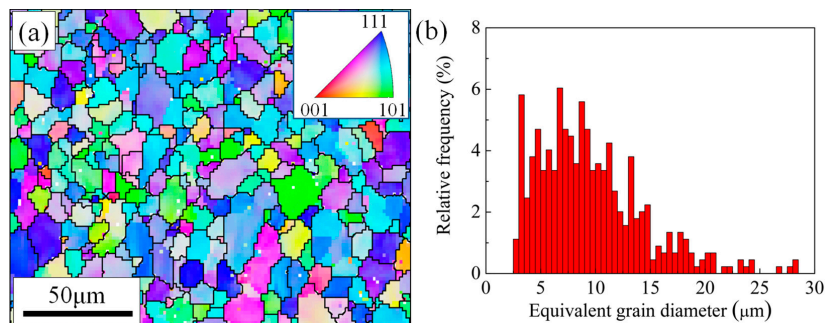 (a)
111
001
101
50μm
(b)
Relative frequency (%)
8
6
4
2
0
0 5 10 15 20 25 30
Equivalent grain diameter (μm)